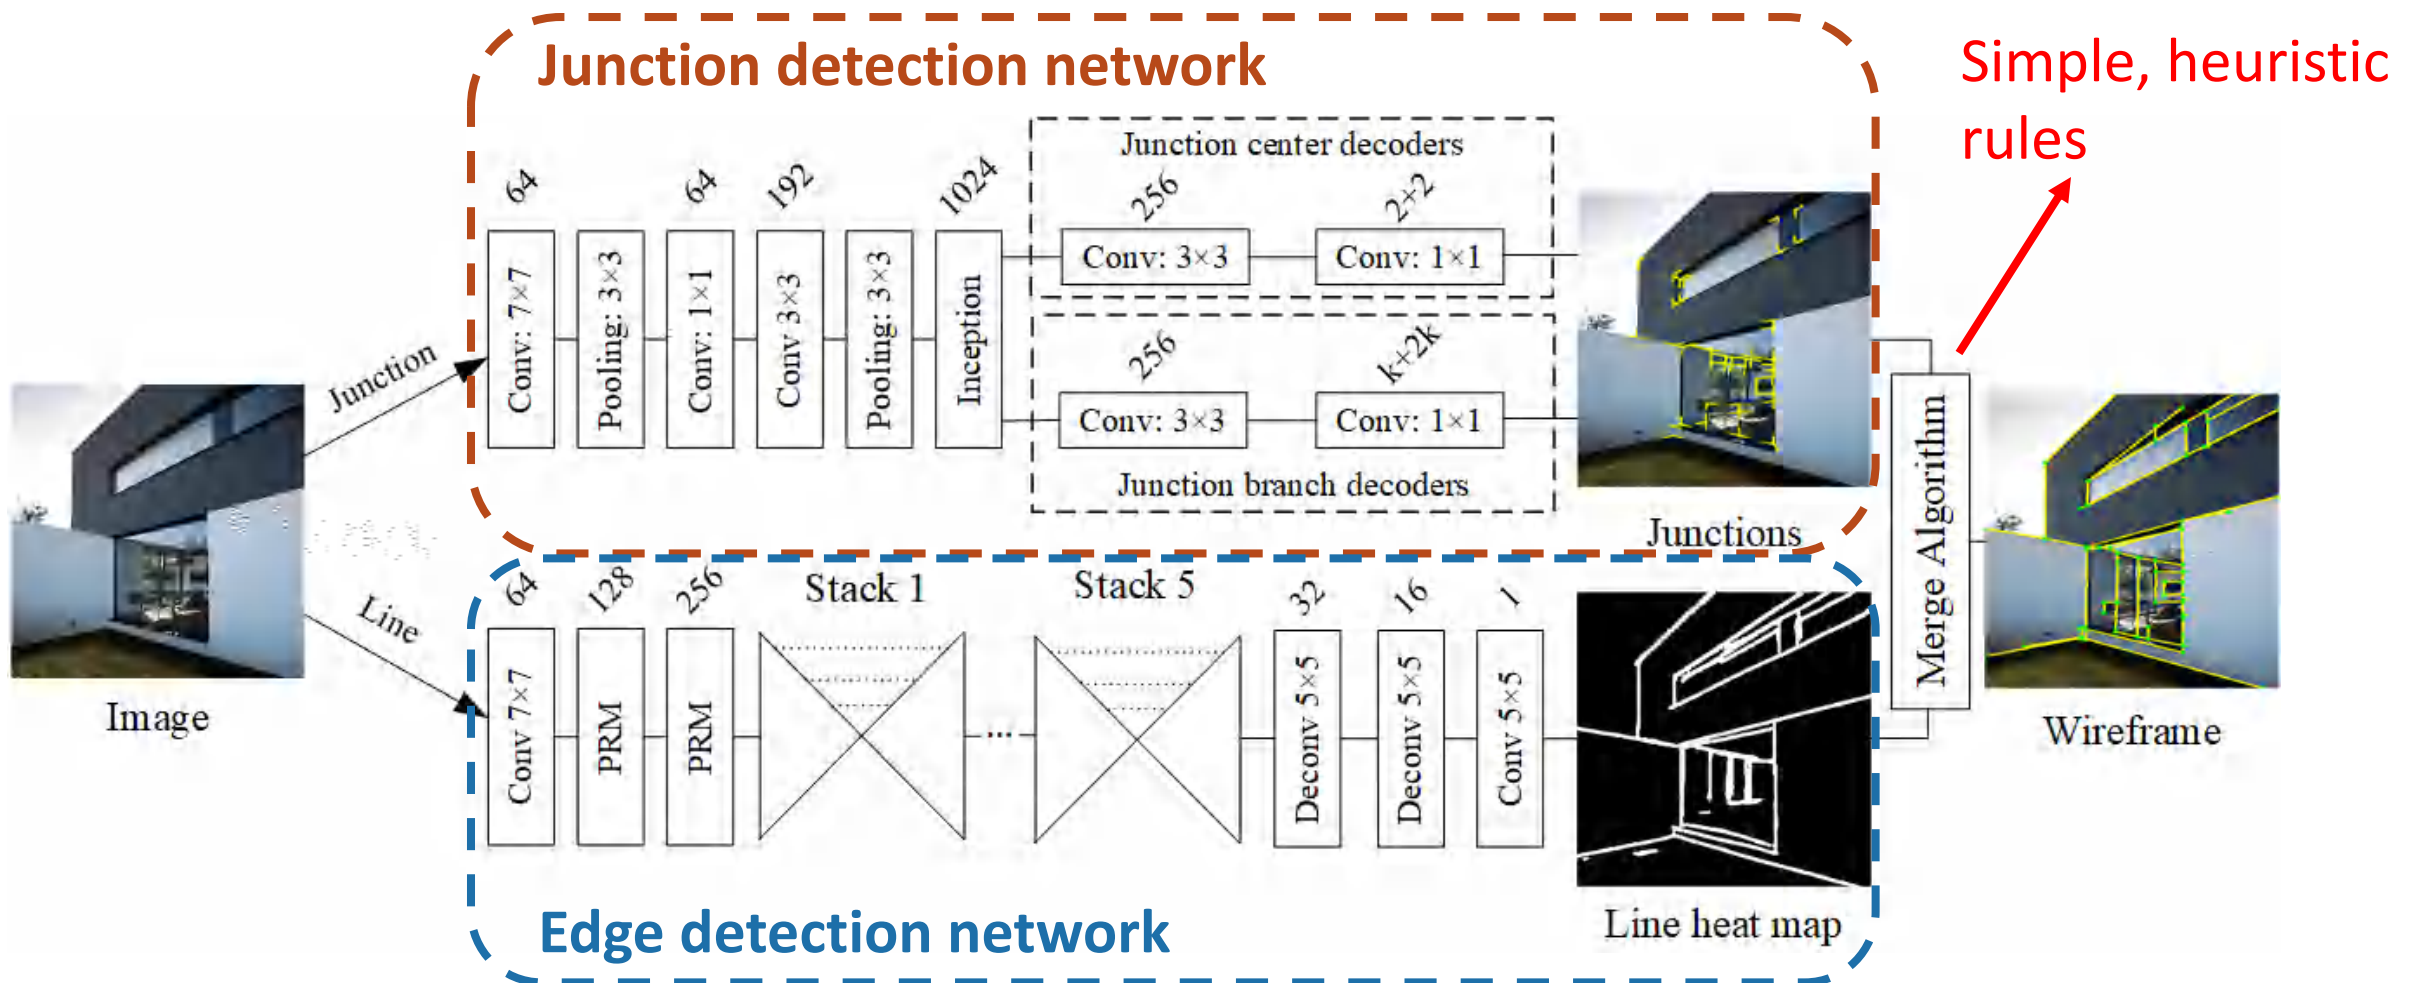 Junction detection network
Simple, heuristic
rules
Junction center decoders
64
64
192
1024
256
2+2
Conv: 7×7
Pooling: 3×3
Conv: 1×1
Conv 3×3
Pooling: 3×3
Inception
Conv: 3×3
Conv: 1×1
256
k+2k
Conv: 3×3
Conv: 1×1
Junction branch decoders
Junction
Junctions
Line
Image
64
128
256
Stack 1
Stack 5
32
16
1
Conv 7×7
PRM
PRM
...
Deconv 5×5
Deconv 5×5
Conv 5×5
Merge Algorithm
Wireframe
Line heat map
Edge detection network